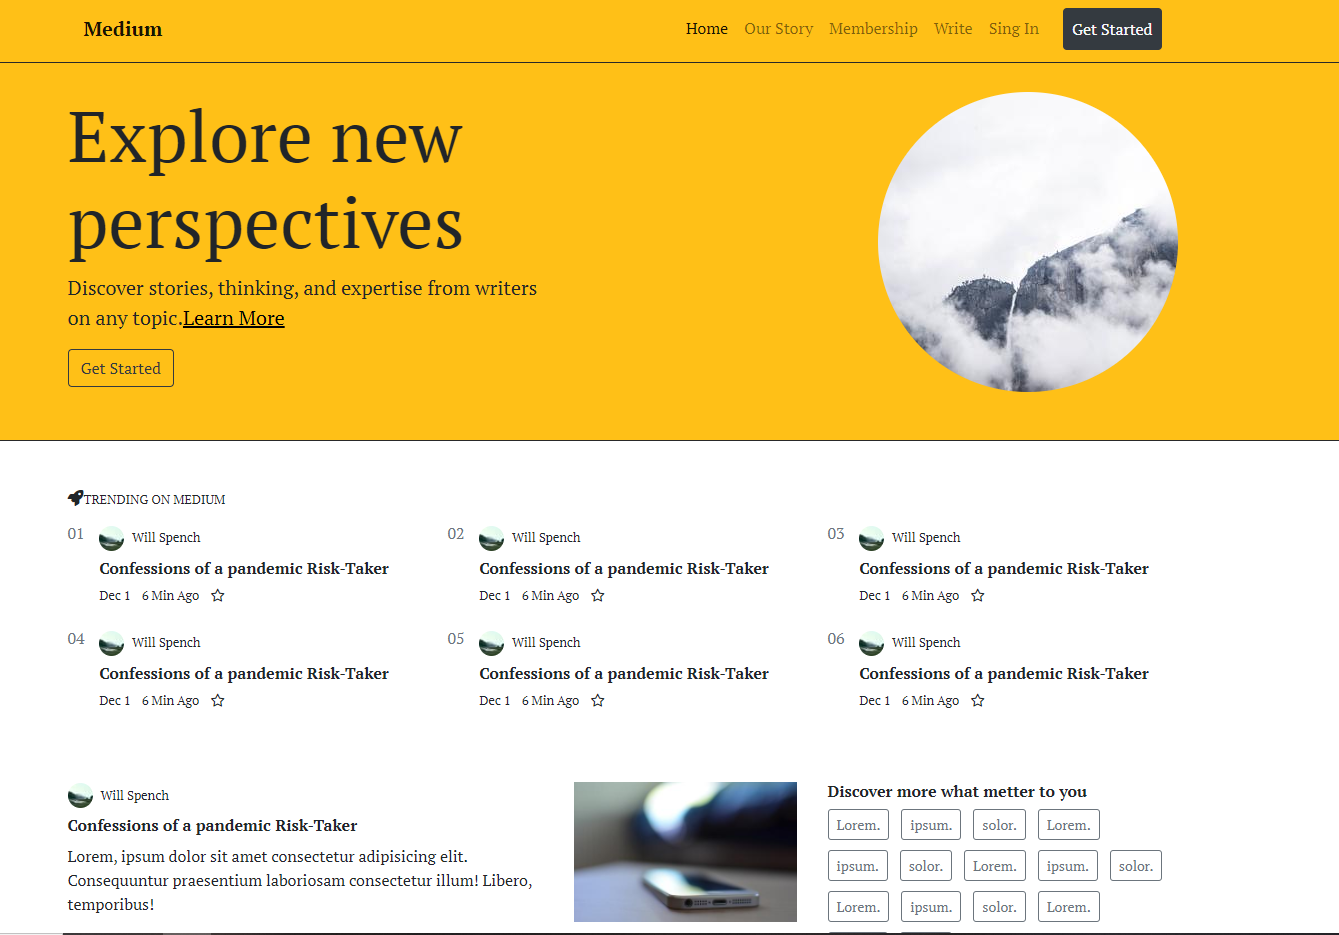 Medium
Home Our Story Membership Write Sing In Get Started
Explore new
perspectives
Discover stories, thinking, and expertise from writers
on any topic.Learn More
Get Started
TRENDING ON MEDIUM
01 Will Spench
Confessions of a pandemic Risk-Taker
Dec 1 6 Min Ago
02 Will Spench
Confessions of a pandemic Risk-Taker
Dec 1 6 Min Ago
03 Will Spench
Confessions of a pandemic Risk-Taker
Dec 1 6 Min Ago
04 Will Spench
Confessions of a pandemic Risk-Taker
Dec 1 6 Min Ago
05 Will Spench
Confessions of a pandemic Risk-Taker
Dec 1 6 Min Ago
06 Will Spench
Confessions of a pandemic Risk-Taker
Dec 1 6 Min Ago
Will Spench
Confessions of a pandemic Risk-Taker
Lorem, ipsum dolor sit amet consectetur adipisicing elit.
Consequuntur praesentium laboriosam consectetur illum! Libero,
temporibus!
Discover more what metter to you
Lorem. ipsum. solor. Lorem.
ipsum. solor. Lorem. ipsum. solor.
Lorem. ipsum. solor. Lorem.